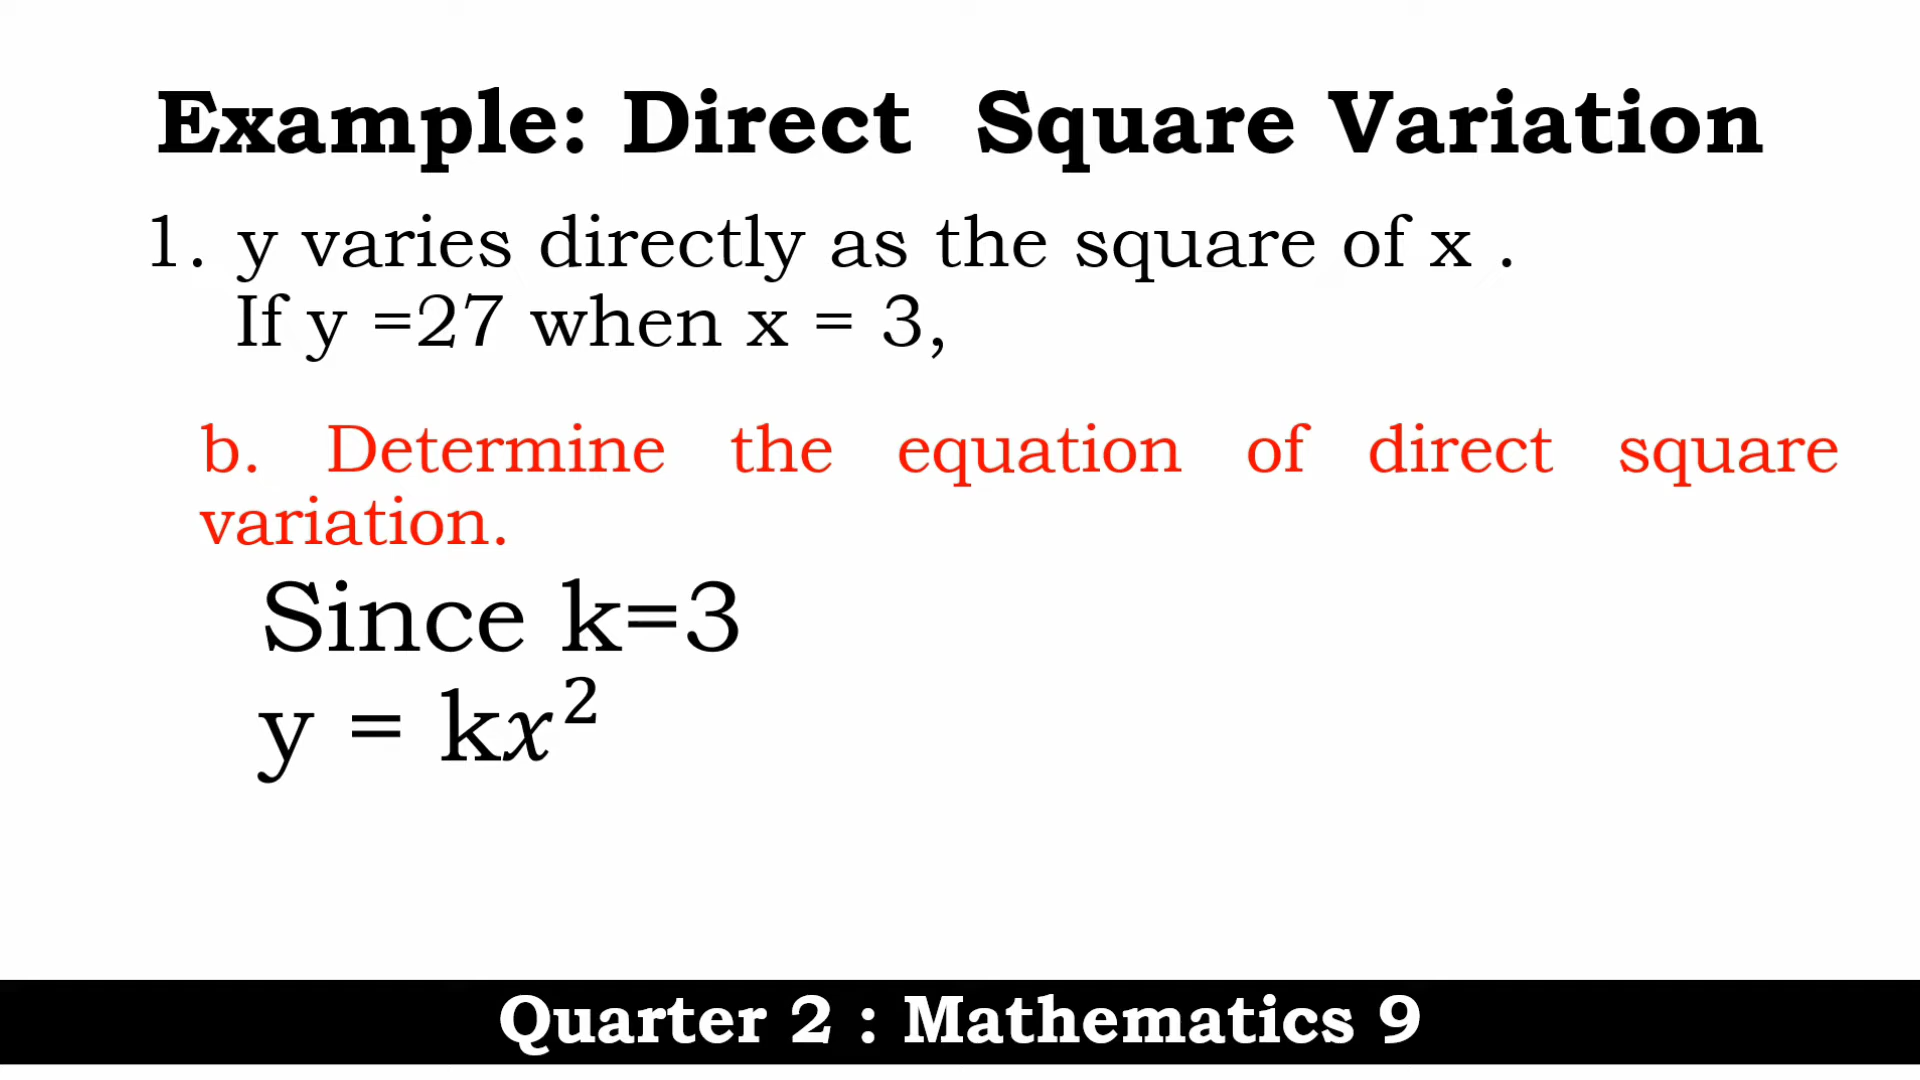 Example: Direct Square Variation
1. y varies directly as the square of x .
If y =27 when x = 3,
b. Determine the equation of direct square
variation.
Since k=3
y = kx²
Quarter 2 : Mathematics 9